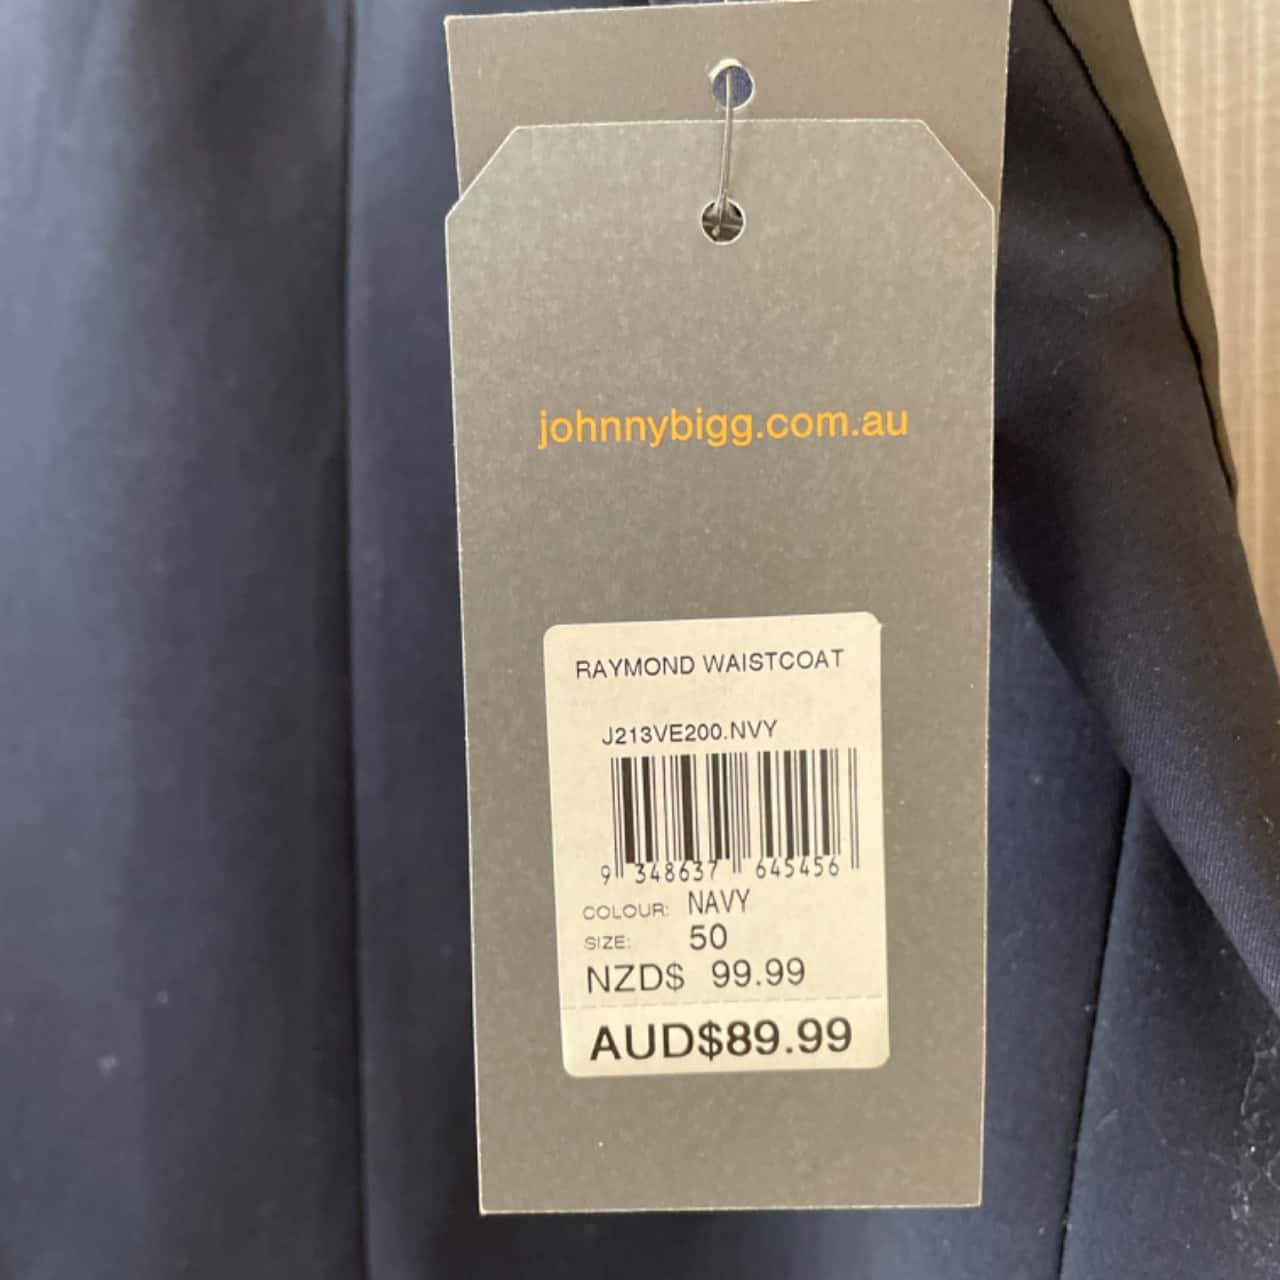 johnnybigg.com.au
RAYMOND WAISTCOAT
J213VE200.NVY
9 348637 645456
COLOUR: NAVY
SIZE: 50
NZD$ 99.99
AUD$89.99